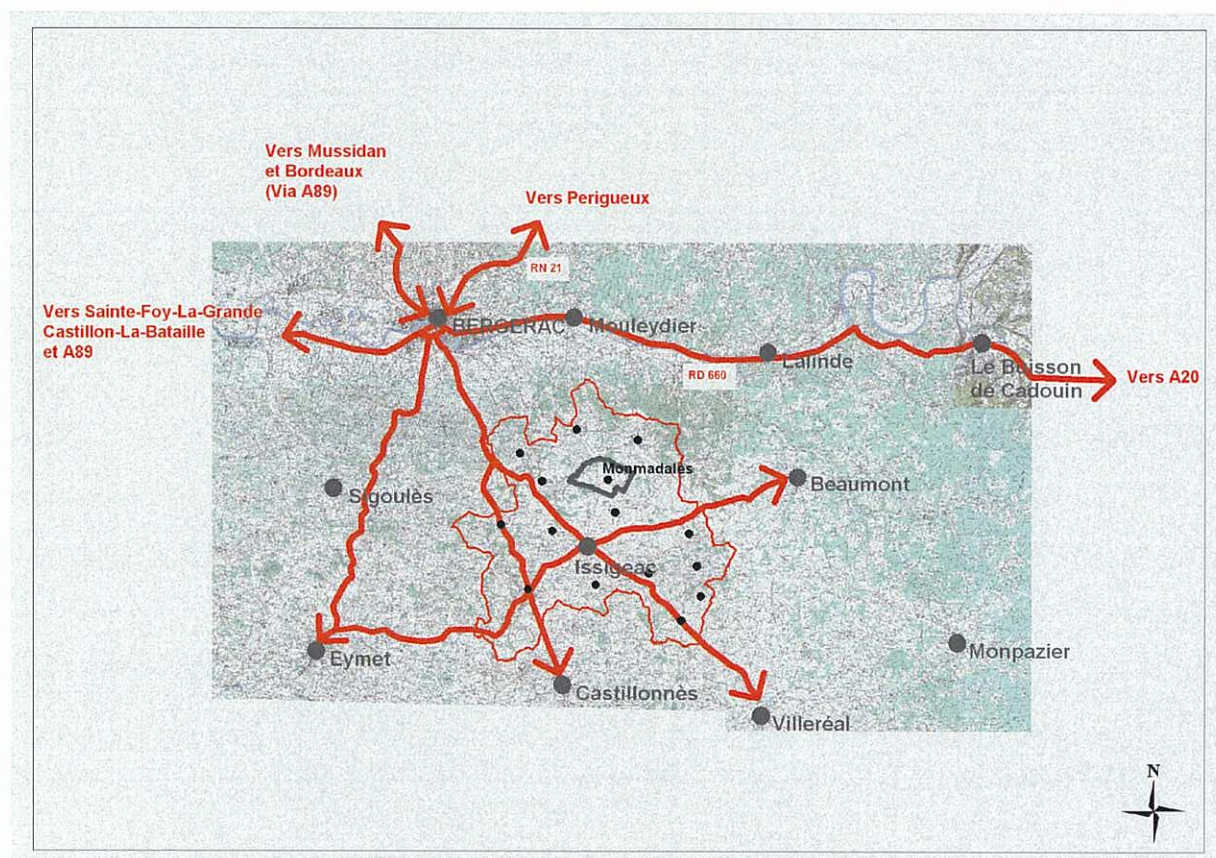 Vers Mussidan
et Bordeaux
(Via A89)
Vers Perigueux
RN 21
Vers Sainte-Foy-La-Grande
Castillon-La-Bataille
et A89
BERGERAC
Mouleydier
Lalinde
RD 660
Le Buisson
de Cadouin
Vers A20
Monmadalès
Beaumont
Sigoulès
Issigeac
Eymet
Monpazier
Castillonnès
Villeréal
N